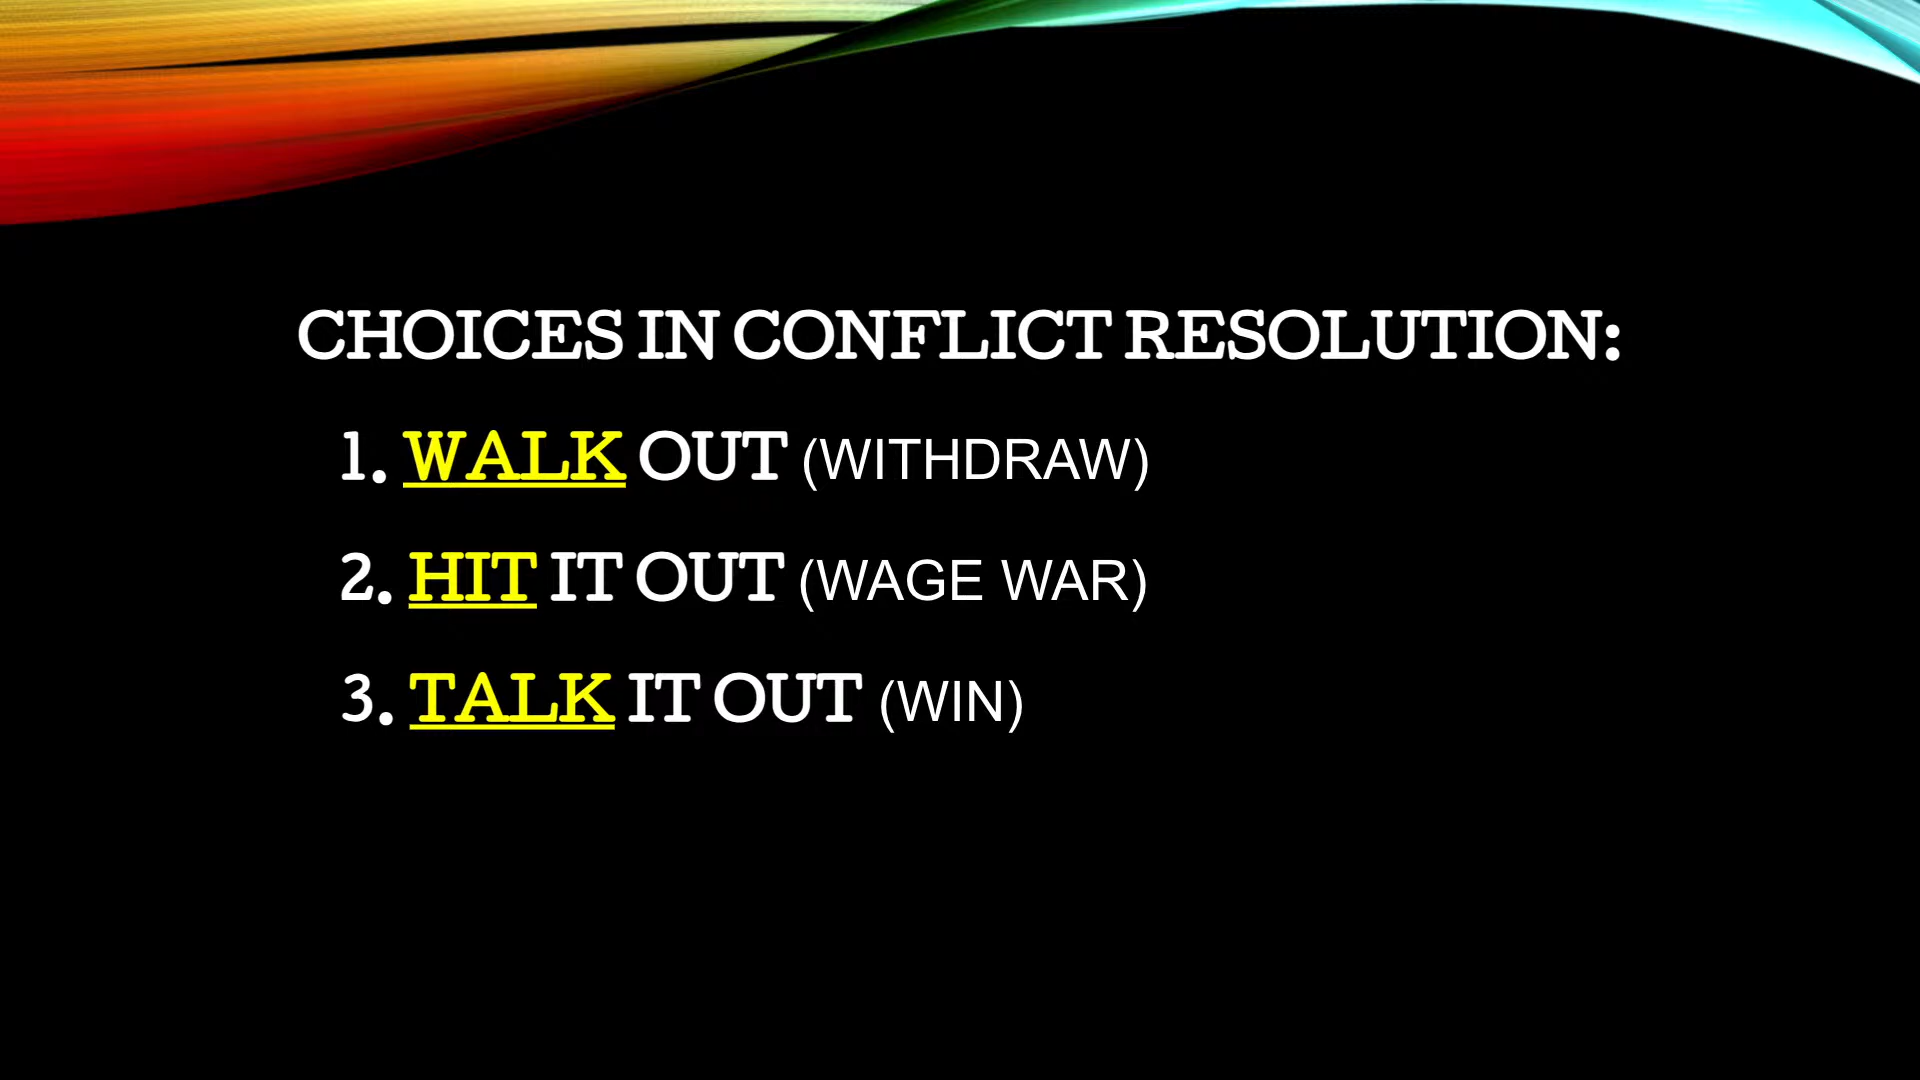 CHOICES IN CONFLICT RESOLUTION:
1. WALK OUT (WITHDRAW)
2. HIT IT OUT (WAGE WAR)
3. TALK IT OUT (WIN)